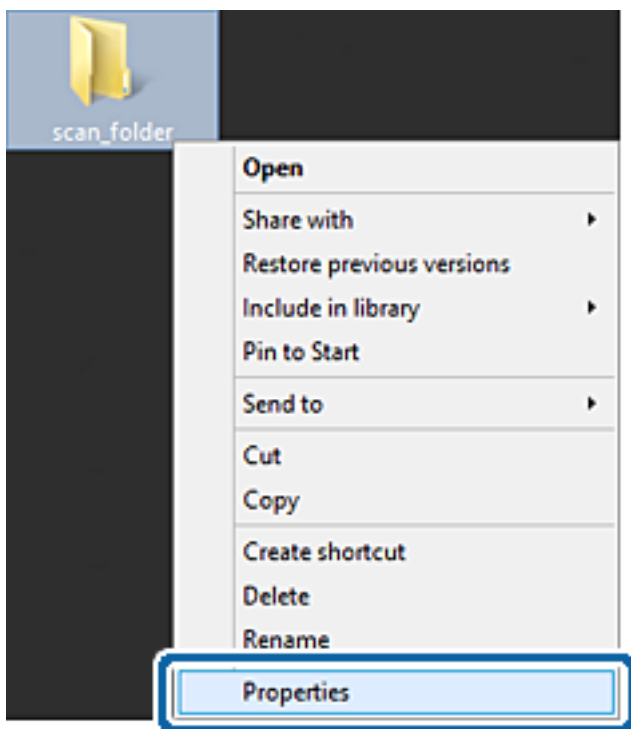 scan_folder
Open
Share with
Restore previous versions
Include in library
Pin to Start
Send to
Cut
Copy
Create shortcut
Delete
Rename
Properties